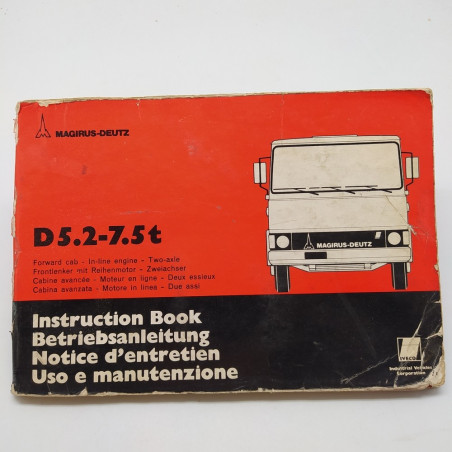 MAGIRUS-DEUTZ
D5.2-7.5t
Forward cab - In-line engine - Two-axle
Frontlenker mit Reihenmotor - Zweiachser
Cabine avancée - Moteur en ligne - Deux essieux
Cabina avanzata - Motore in linea - Due assi
MAGIRUS-DEUTZ
Instruction Book
Betriebsanleitung
Notice d'entretien
Uso e manutenzione
IVECO
Industrial Vehicles
Corporation